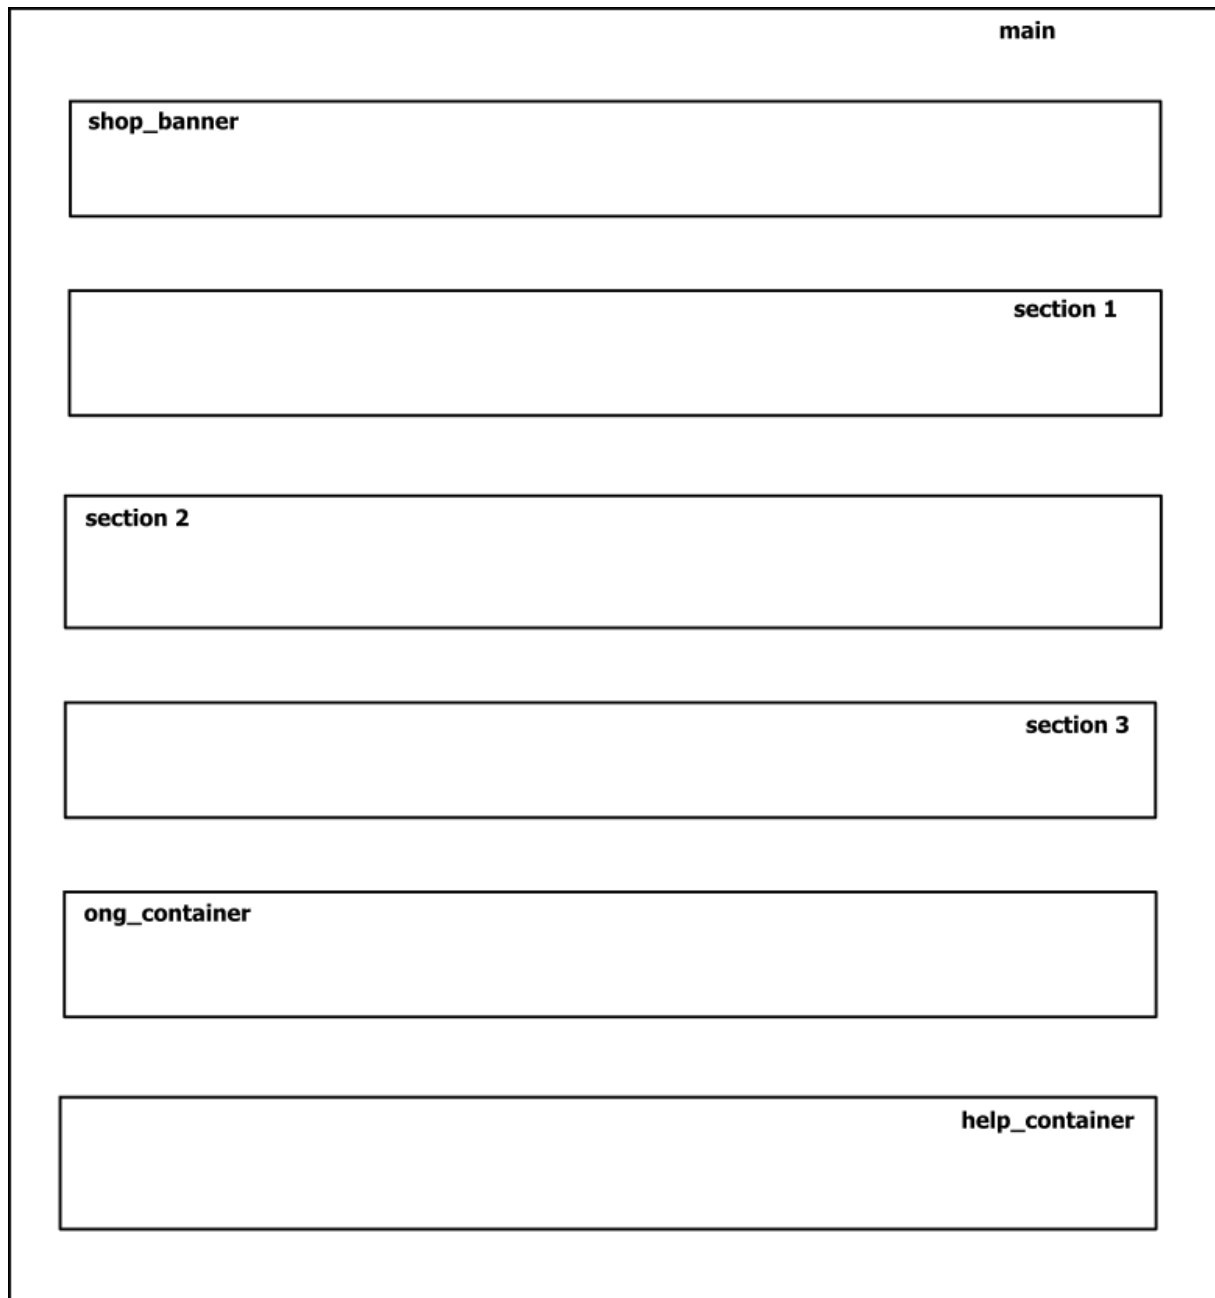 main
shop_banner
section 1
section 2
section 3
ong_container
help_container